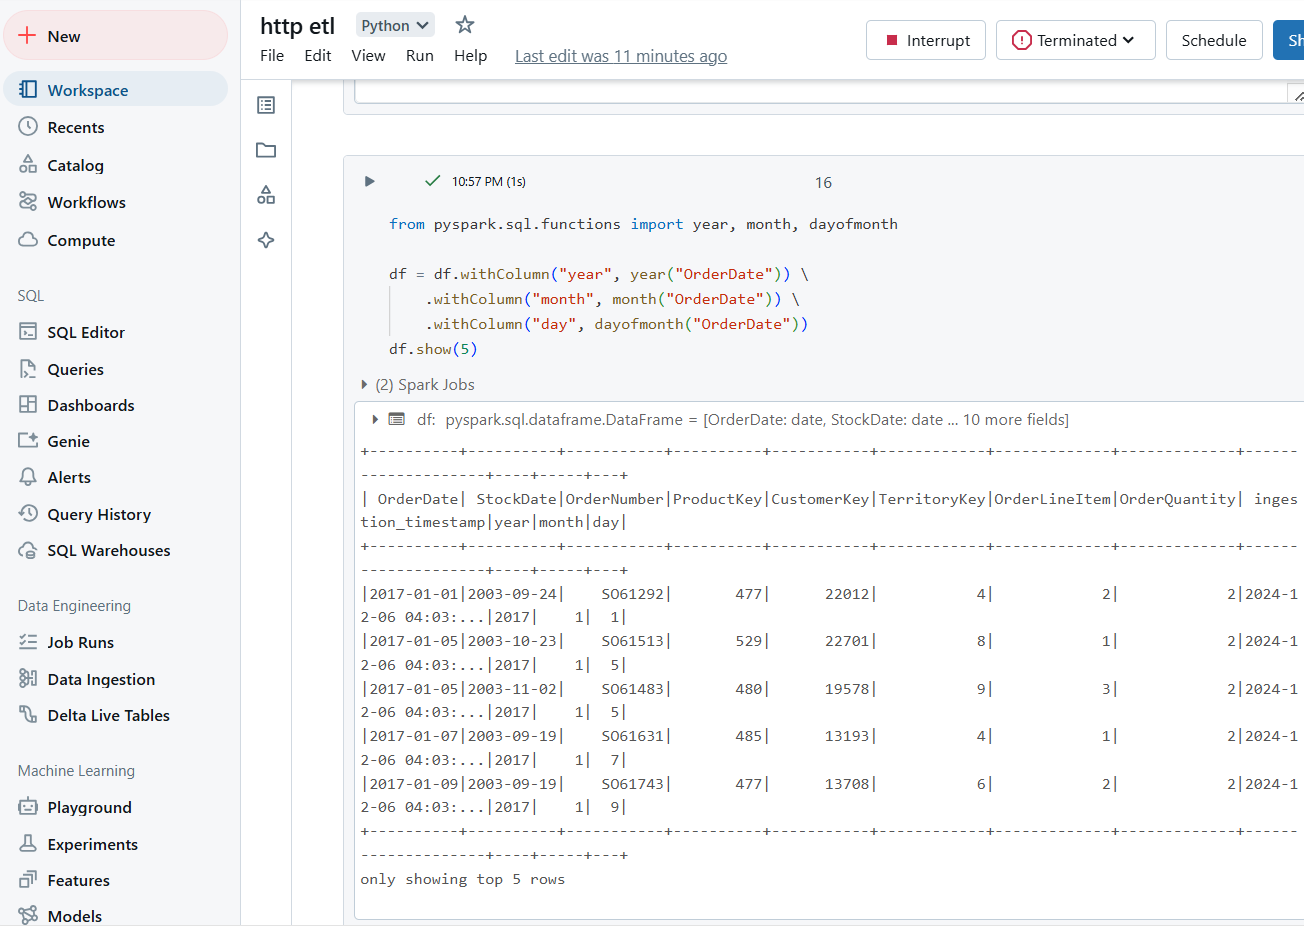 New
Workspace
Recents
Catalog
Workflows
Compute
SQL
SQL Editor
Queries
Dashboards
Genie
Alerts
Query History
SQL Warehouses
Data Engineering
Job Runs
Data Ingestion
Delta Live Tables
Machine Learning
Playground
Experiments
Features
Models
http etl Python
File Edit View Run Help Last edit was 11 minutes ago
Interrupt Terminated Schedule
10:57 PM (1s) 16
from pyspark.sql.functions import year, month, dayofmonth
df = df.withColumn("year", year("OrderDate")) \
    .withColumn("month", month("OrderDate")) \
    .withColumn("day", dayofmonth("OrderDate"))
df.show(5)
(2) Spark Jobs
df: pyspark.sql.dataframe.DataFrame = [OrderDate: date, StockDate: date ... 10 more fields]
+----------+----------+-----------+----------+-----------+------------+-------------+-------------+------
--------------+----+-----+---+
| OrderDate| StockDate|OrderNumber|ProductKey|CustomerKey|TerritoryKey|OrderLineItem|OrderQuantity| inges
tion_timestamp|year|month|day|
+----------+----------+-----------+----------+-----------+------------+-------------+-------------+------
--------------+----+-----+---+
|2017-01-01|2003-09-24|    SO61292|       477|      22012|           4|            2|            2|2024-1
2-06 04:03:...|2017|    1|  1|
|2017-01-05|2003-10-23|    SO61513|       529|      22701|           8|            1|            2|2024-1
2-06 04:03:...|2017|    1|  5|
|2017-01-05|2003-11-02|    SO61483|       480|      19578|           9|            3|            2|2024-1
2-06 04:03:...|2017|    1|  5|
|2017-01-07|2003-09-19|    SO61631|       485|      13193|           4|            1|            2|2024-1
2-06 04:03:...|2017|    1|  7|
|2017-01-09|2003-09-19|    SO61743|       477|      13708|           6|            2|            2|2024-1
2-06 04:03:...|2017|    1|  9|
+----------+----------+-----------+----------+-----------+------------+-------------+-------------+------
--------------+----+-----+---+
only showing top 5 rows